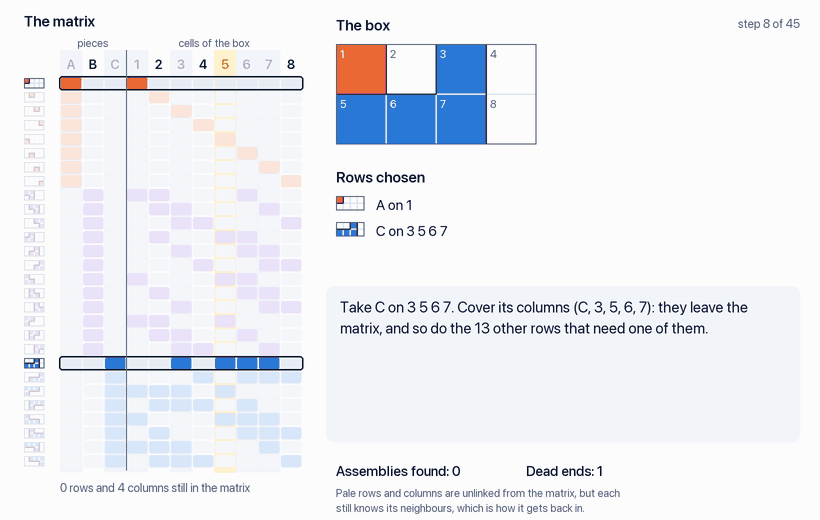 The matrix
pieces cells of the box
A B C 1 2 3 4 5 6 7 8
0 rows and 4 columns still in the matrix
The box
step 8 of 45
1 2 3 4
5 6 7 8
Rows chosen
A on 1
C on 3 5 6 7
Take C on 3 5 6 7. Cover its columns (C, 3, 5, 6, 7): they leave the
matrix, and so do the 13 other rows that need one of them.
Assemblies found: 0 Dead ends: 1
Pale rows and columns are unlinked from the matrix, but each
still knows its neighbours, which is how it gets back in.